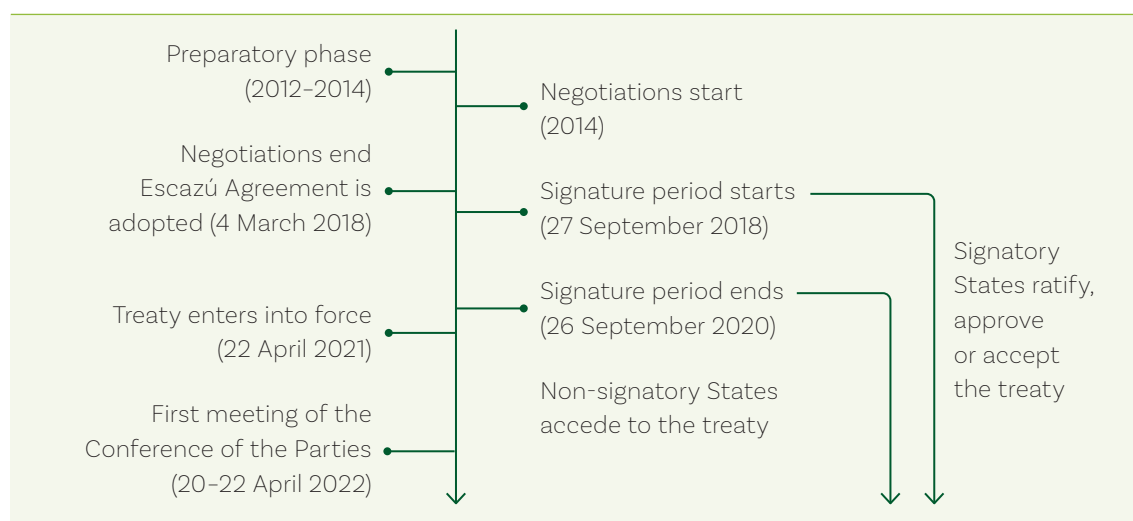 Preparatory phase
(2012–2014)
Negotiations start
(2014)
Negotiations end
Escazú Agreement is
adopted (4 March 2018)
Signature period starts
(27 September 2018)
Signatory
States ratify,
approve
or accept
the treaty
Signature period ends
(26 September 2020)
Treaty enters into force
(22 April 2021)
Non-signatory States
accede to the treaty
First meeting of the
Conference of the Parties
(20–22 April 2022)